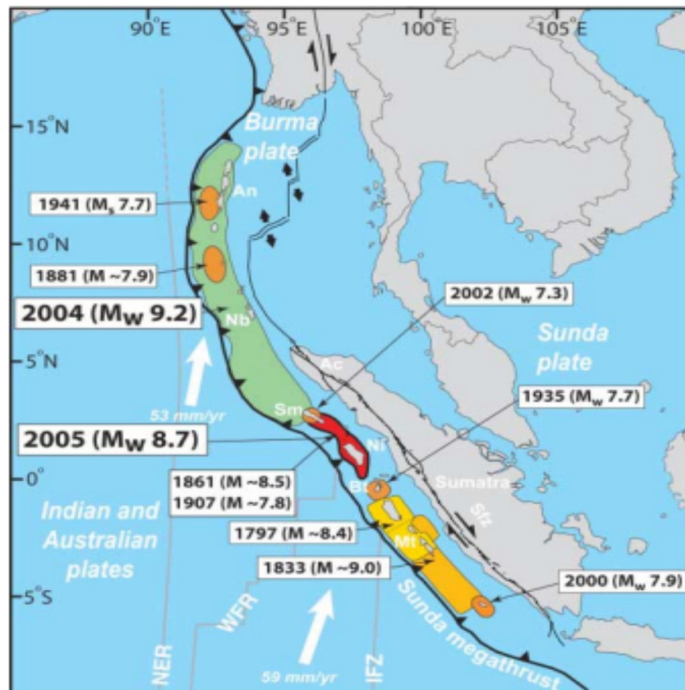 90°E 95°E 100°E 105°E
15°N
Burma
plate
An
1941 (Ms 7.7)
10°N
1881 (M ~7.9)
2002 (Mw 7.3)
2004 (Mw 9.2)
Nb
Sunda
plate
5°N
Ac
1935 (Mw 7.7)
53 mm/yr
Sm
2005 (Mw 8.7)
Ni
1861 (M ~8.5)
1907 (M ~7.8)
0°
Bt
Sumatra
Sfz
Indian and
Australian
plates
1797 (M ~8.4)
Mt
1833 (M ~9.0)
2000 (Mw 7.9)
5°S
WFR
Sunda megathrust
NER
59 mm/yr
IFZ